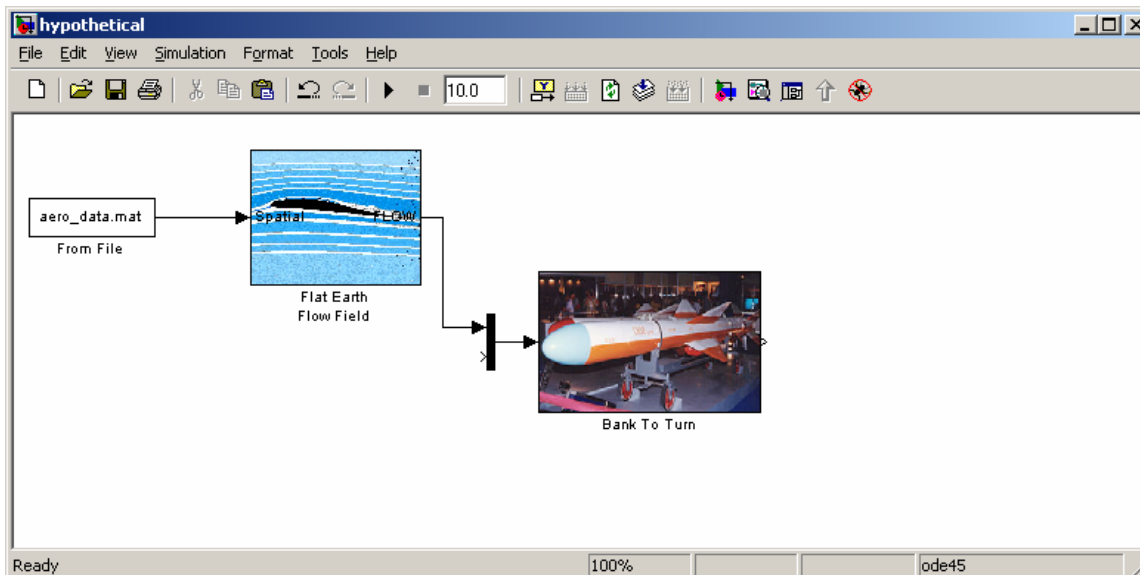 hypothetical
File Edit View Simulation Format Tools Help
10.0
aero_data.mat
From File
Spatial FLOW
Flat Earth
Flow Field
Bank To Turn
Ready 100% ode45